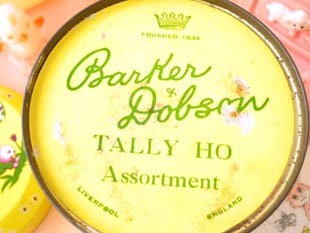 FOUNDED 1834
Barker
&
Dobson
TALLY HO
Assortment
LIVERPOOL ENGLAND